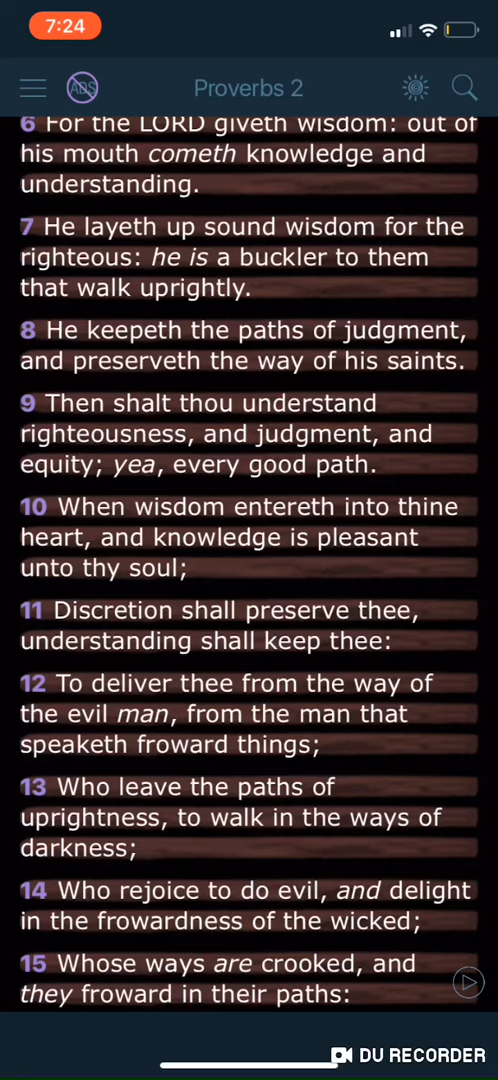 7:24
ADS
Proverbs 2
6 For the LORD giveth wisdom: out of
his mouth cometh knowledge and
understanding.
7 He layeth up sound wisdom for the
righteous: he is a buckler to them
that walk uprightly.
8 He keepeth the paths of judgment,
and preserveth the way of his saints.
9 Then shalt thou understand
righteousness, and judgment, and
equity; yea, every good path.
10 When wisdom entereth into thine
heart, and knowledge is pleasant
unto thy soul;
11 Discretion shall preserve thee,
understanding shall keep thee:
12 To deliver thee from the way of
the evil man, from the man that
speaketh froward things;
13 Who leave the paths of
uprightness, to walk in the ways of
darkness;
14 Who rejoice to do evil, and delight
in the frowardness of the wicked;
15 Whose ways are crooked, and
they froward in their paths:
DU RECORDER